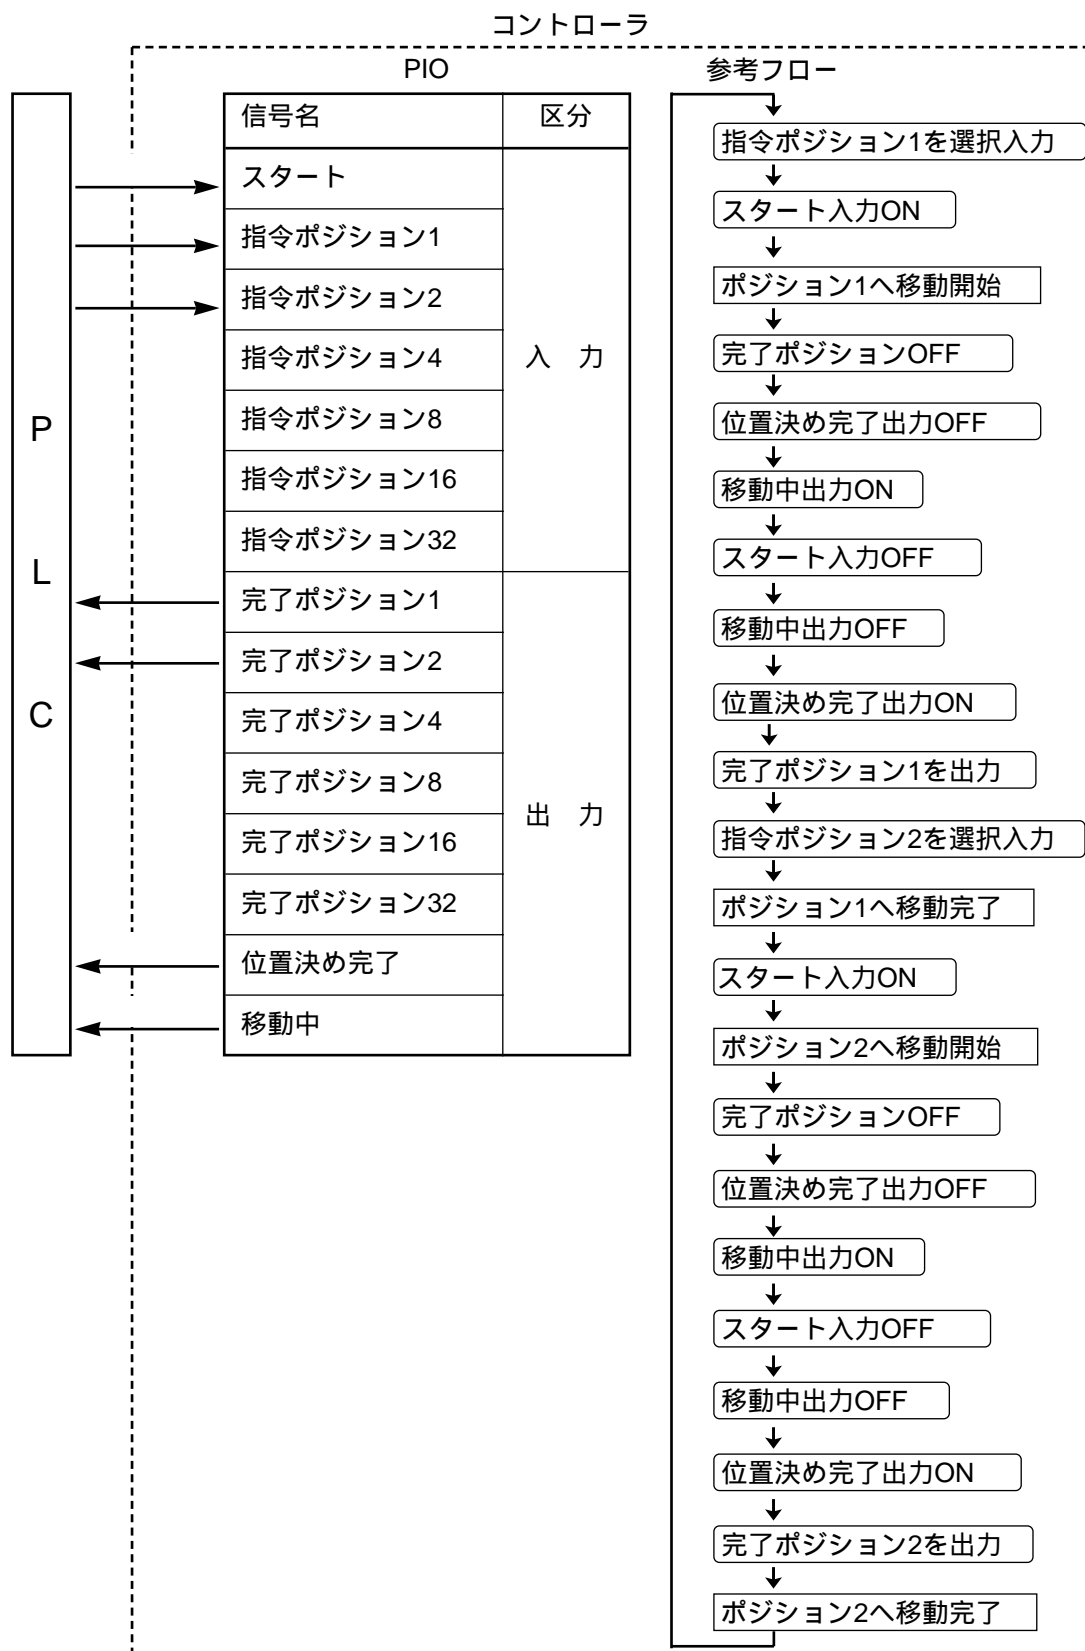 コントローラ
PIO
参考フロー
P
L
C
信号名 区分
スタート
指令ポジション1
指令ポジション2
指令ポジション4
指令ポジション8
指令ポジション16
指令ポジション32
入 力
完了ポジション1
完了ポジション2
完了ポジション4
完了ポジション8
完了ポジション16
完了ポジション32
位置決め完了
移動中
出 力
指令ポジション1を選択入力
スタート入力ON
ポジション1へ移動開始
完了ポジションOFF
位置決め完了出力OFF
移動中出力ON
スタート入力OFF
移動中出力OFF
位置決め完了出力ON
完了ポジション1を出力
指令ポジション2を選択入力
ポジション1へ移動完了
スタート入力ON
ポジション2へ移動開始
完了ポジションOFF
位置決め完了出力OFF
移動中出力ON
スタート入力OFF
移動中出力OFF
位置決め完了出力ON
完了ポジション2を出力
ポジション2へ移動完了